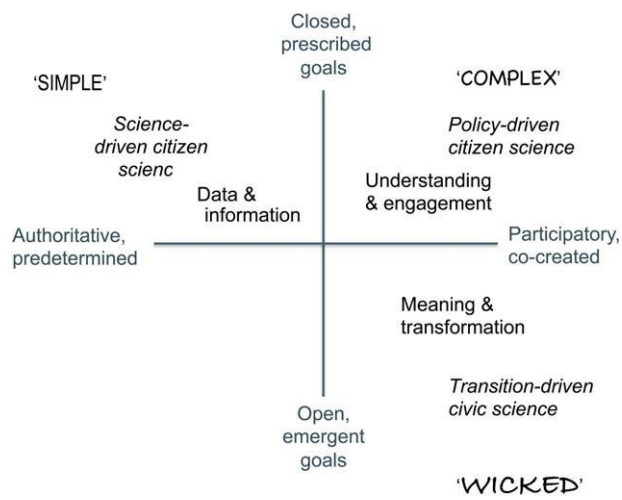 Closed,
prescribed
goals
'SIMPLE'
'COMPLEX'
Science-
driven citizen
scienc
Policy-driven
citizen science
Data &
information
Understanding
& engagement
Authoritative,
predetermined
Participatory,
co-created
Meaning &
transformation
Transition-driven
civic science
Open,
emergent
goals
'WICKED'